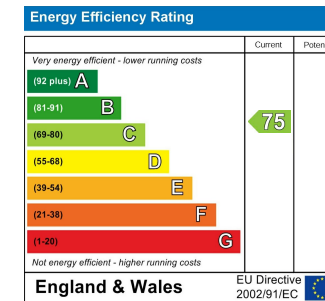 Energy Efficiency Rating
Current Poten
Very energy efficient - lower running costs
(92 plus) A
(81-91) B
75
(69-80) C
(55-68) D
(39-54) E
(21-38) F
(1-20) G
Not energy efficient - higher running costs
England & Wales
EU Directive
2002/91/EC